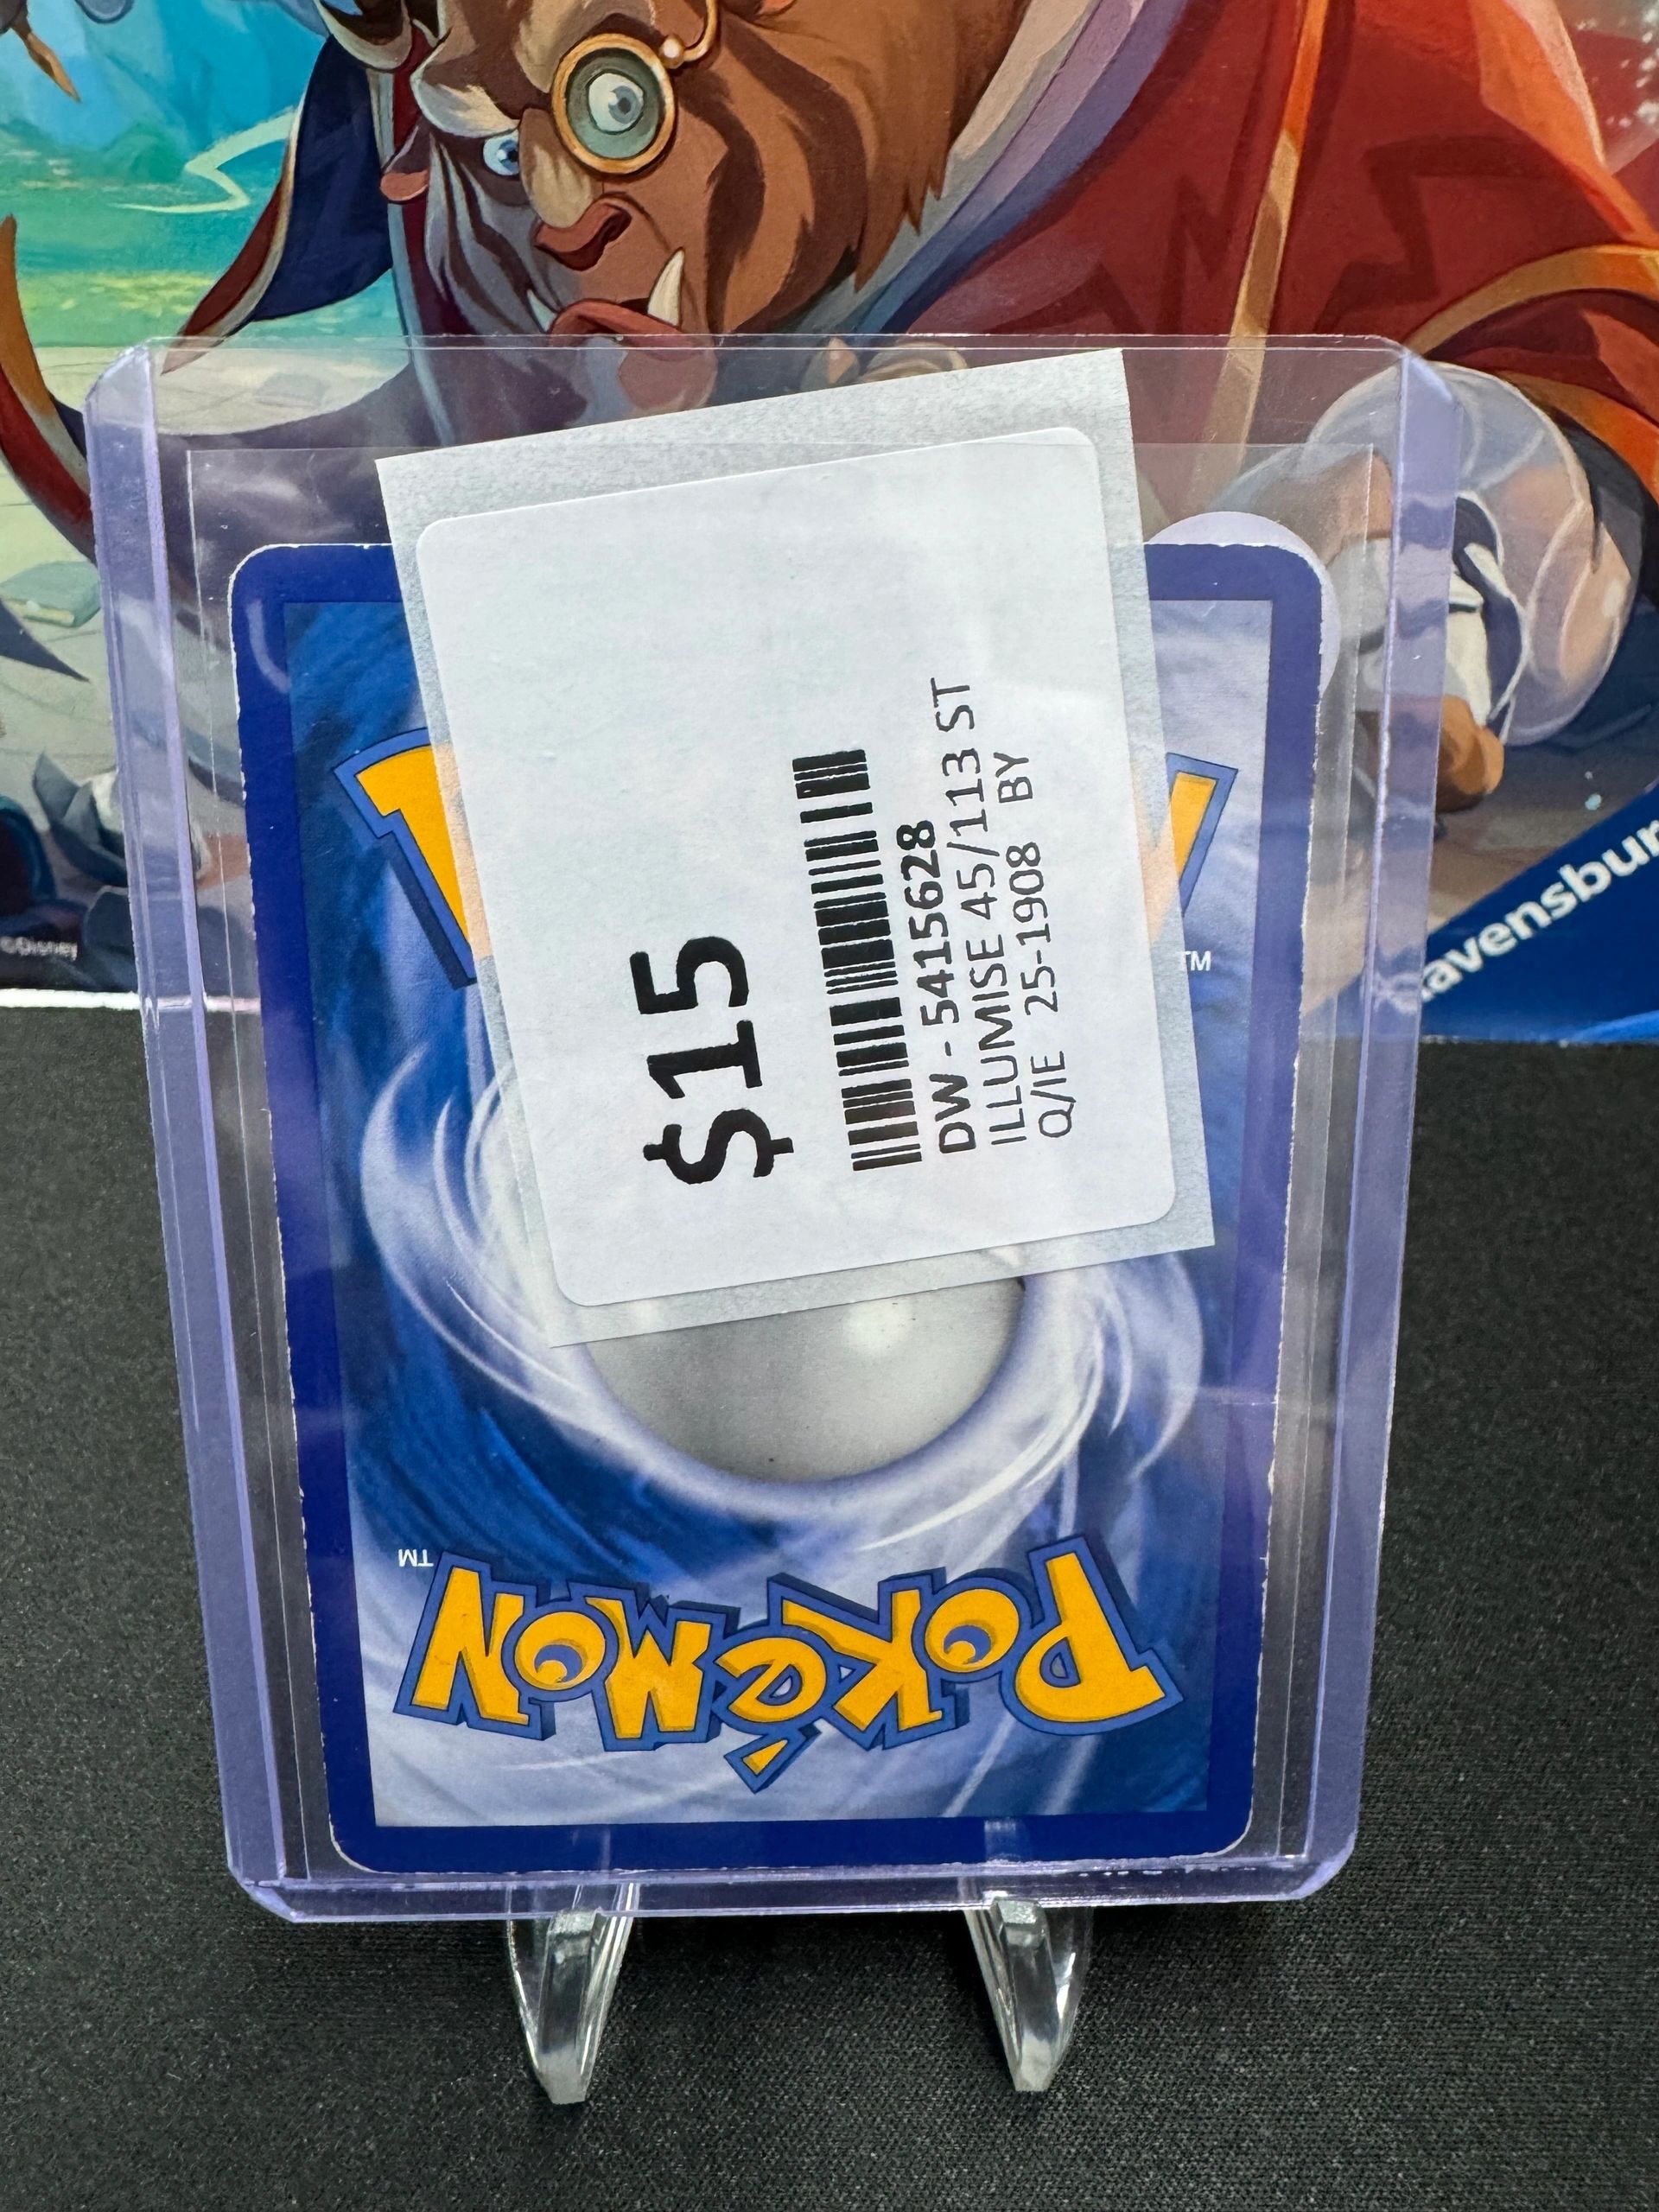 ©Disney
Ravensbur
$15
DW - 5415628
ILLUMISE 45/113 ST
Q/IE 25-1908 BY
TM
TM
POKéMON